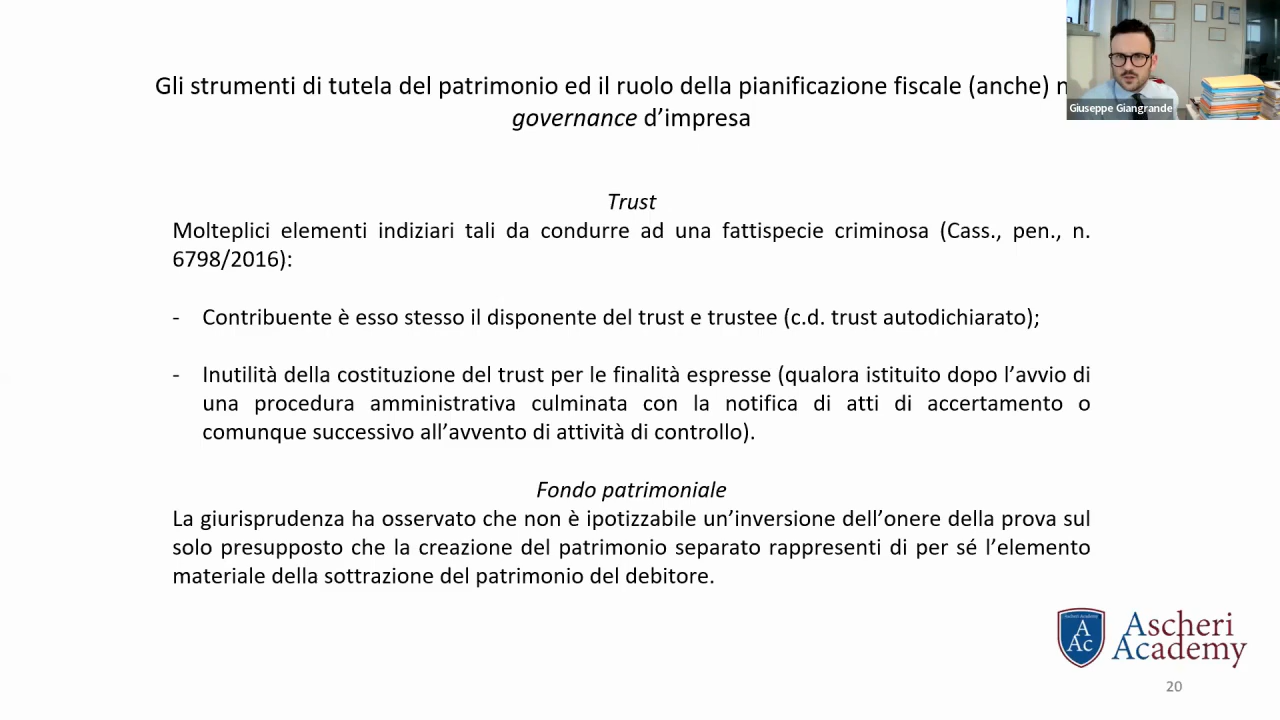 Gli strumenti di tutela del patrimonio ed il ruolo della pianificazione fiscale (anche)
governance d’impresa
Giuseppe Giangrande
Trust
Molteplici elementi indiziari tali da condurre ad una fattispecie criminosa (Cass., pen., n.
6798/2016):
- Contribuente è esso stesso il disponente del trust e trustee (c.d. trust autodichiarato);
- Inutilità della costituzione del trust per le finalità espresse (qualora istituito dopo l’avvio di
una procedura amministrativa culminata con la notifica di atti di accertamento o
comunque successivo all’avvento di attività di controllo).
Fondo patrimoniale
La giurisprudenza ha osservato che non è ipotizzabile un’inversione dell’onere della prova sul
solo presupposto che la creazione del patrimonio separato rappresenti di per sé l’elemento
materiale della sottrazione del patrimonio del debitore.
A
Ac
Ascheri
Academy
20